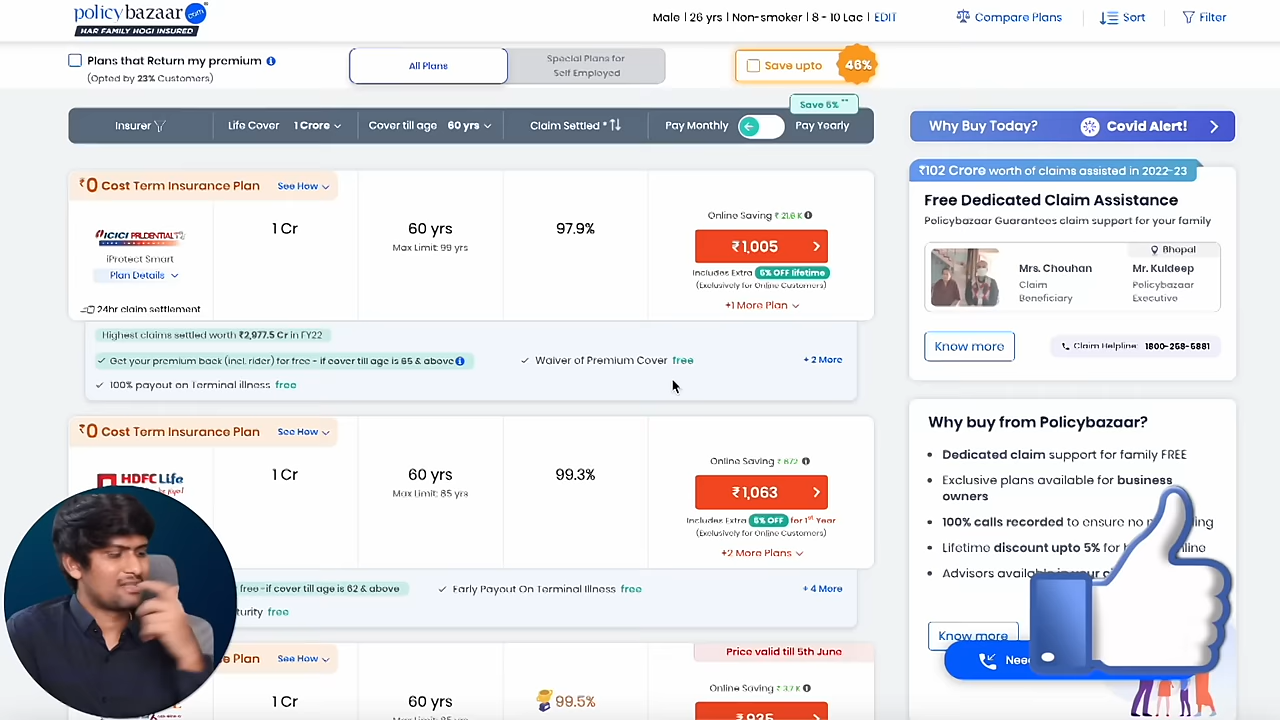 policybazaar.com
HAR FAMILY HOGI INSURED
Male | 26 yrs | Non-smoker | 8 - 10 Lac | EDIT
Compare Plans
Sort
Filter
Plans that Return my premium
(Opted by 23% Customers)
All Plans
Special Plans for
Self Employed
Save upto 46%
Save 5% **
Insurer
Life Cover 1 Crore
Cover till age 60 yrs
Claim Settled *
Pay Monthly
Pay Yearly
₹0 Cost Term Insurance Plan See How
ICICI PRUDENTIAL
LIFE INSURANCE
iProtect Smart
Plan Details
24hr claim settlement
1 Cr
60 yrs
Max Limit: 99 yrs
97.9%
Online Saving ₹ 21.6 K
₹1,005
Includes Extra 5% OFF lifetime
(Exclusively for Online Customers)
+1 More Plan
Highest claims settled worth ₹2,977.5 Cr in FY22
Get your premium back (incl. rider) for free - if cover till age is 65 & above
Waiver of Premium Cover free
+ 2 More
100% payout on Terminal illness free
₹0 Cost Term Insurance Plan See How
HDFC Life
1 Cr
60 yrs
Max Limit: 85 yrs
99.3%
Online Saving ₹ 672
₹1,063
Includes Extra 5% OFF for 1st Year
(Exclusively for Online Customers)
+2 More Plans
free -if cover till age is 62 & above
Early Payout On Terminal Illness free
+ 4 More
free
e Plan See How
Price valid till 5th June
1 Cr
60 yrs
99.5%
Online Saving ₹ 3.7 K
₹935
Why Buy Today?
Covid Alert!
₹102 Crore worth of claims assisted in 2022-23
Free Dedicated Claim Assistance
Policybazaar Guarantees claim support for your family
Bhopal
Mrs. Chouhan
Claim
Beneficiary
Mr. Kuldeep
Policybazaar
Executive
Know more
Claim Helpline: 1800-258-5881
Why buy from Policybazaar?
• Dedicated claim support for family FREE
• Exclusive plans available for business
owners
• 100% calls recorded to ensure no
• Lifetime discount upto 5% for
• Advisors available in your
Know more